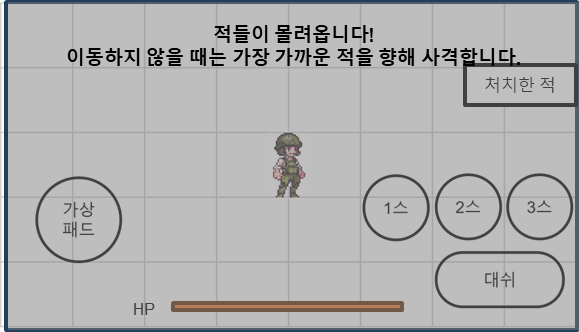 적들이 몰려옵니다!
이동하지 않을 때는 가장 가까운 적을 향해 사격합니다.
처치한 적
가상
패드
1스
2스
3스
대쉬
HP